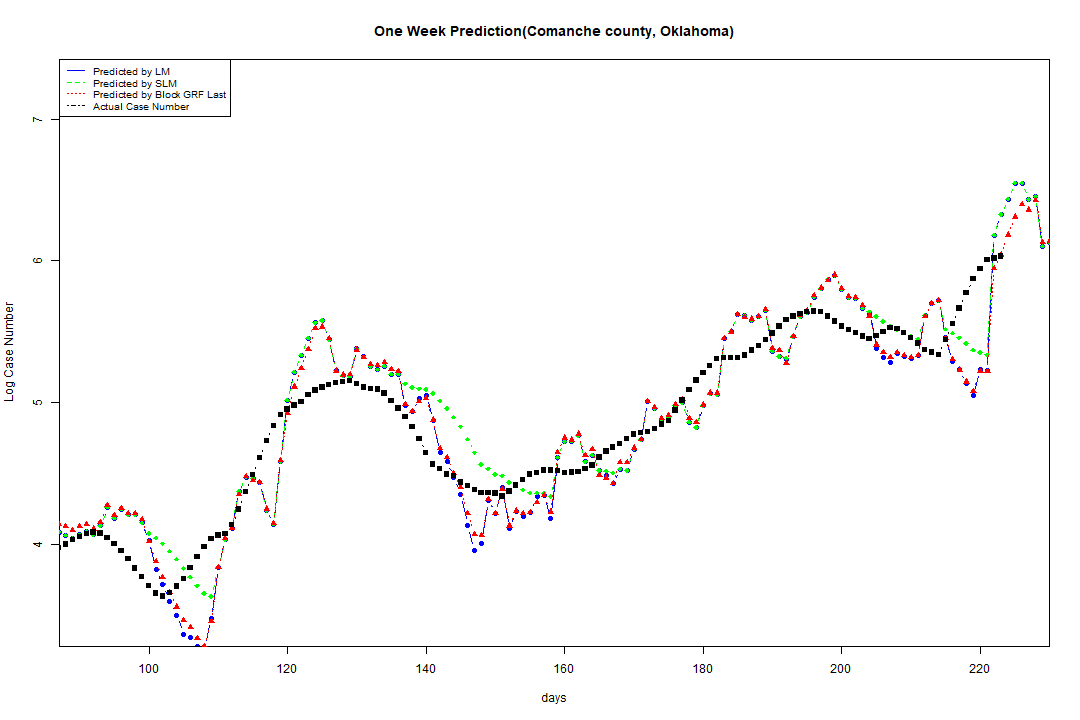 One Week Prediction(Comanche county, Oklahoma)
Predicted by LM
Predicted by SLM
Predicted by Block GRF Last
Actual Case Number
7
6
5
4
Log Case Number
100 120 140 160 180 200 220
days